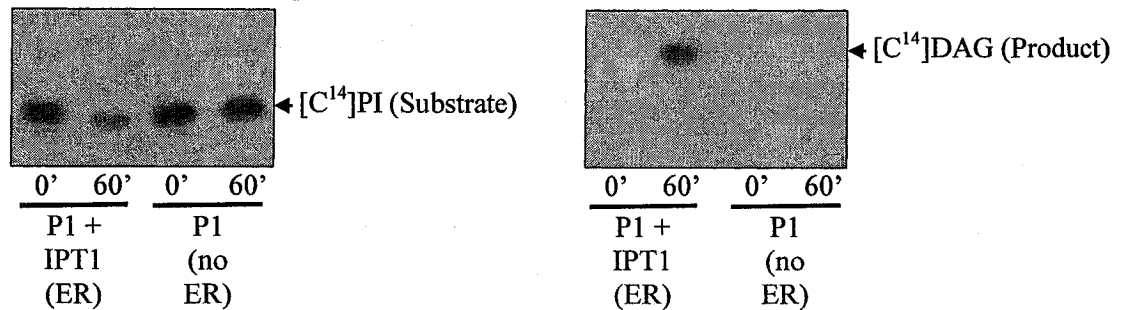 [C¹⁴]PI (Substrate)
0' 60' 0' 60'
P1 + P1
IPT1 (no
(ER) ER)
[C¹⁴]DAG (Product)
0' 60' 0' 60'
P1 + P1
IPT1 (no
(ER) ER)